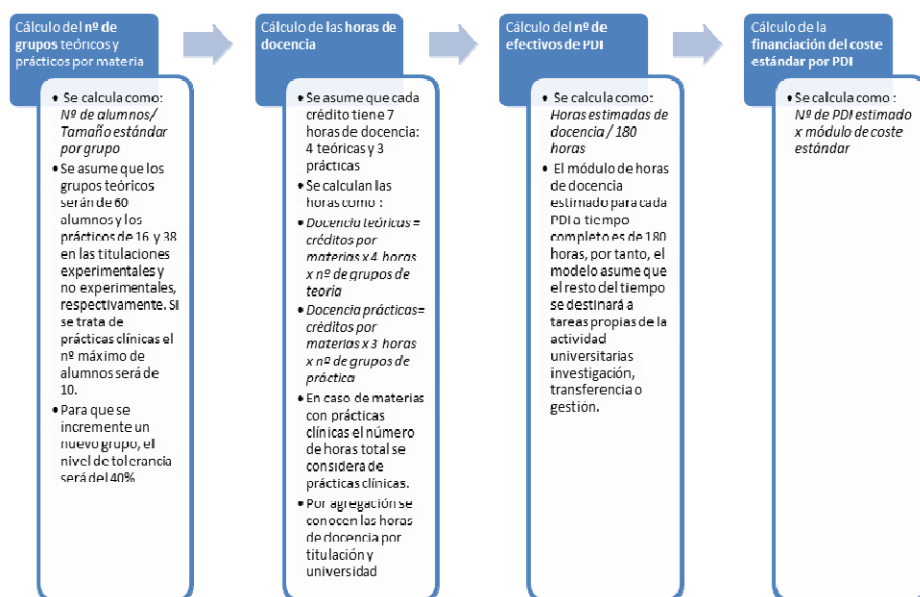 Cálculo del nº de
grupos teóricos y
prácticos por materia
• Se calcula como:
Nº de alumnos/
Tamaño estándar
por grupo
• Se asume que los
grupos teóricos
serán de 60
alumnos y los
prácticos de 16 y 38
en las titulaciones
experimentales y
no experimentales,
respectivamente. Si
se trata de
prácticas clínicas el
nº máximo de
alumnos será de
10.
• Para que se
incremente un
nuevo grupo, el
nivel de tolerancia
será del 40%
Cálculo de las horas de
docencia
• Se asume que cada
crédito tiene 7
horas de docencia:
4 teóricas y 3
prácticas
• Se calculan las
horas como :
• Docencia teóricas =
créditos por
materias x 4 horas
x nº de grupos de
teoría
• Docencia prácticas=
créditos por
materias x 3 horas
x nº de grupos de
práctica
• En caso de materias
con prácticas
clínicas el número
de horas total se
considera de
prácticas clínicas.
• Por agregación se
conocen las horas
de docencia por
titulación y
universidad
Cálculo del nº de
efectivos de PDI
• Se calcula como:
Horas estimadas de
docencia / 180
horas
• El módulo de horas
de docencia
estimado para cada
PDI a tiempo
completo es de 180
horas, por tanto, el
modelo asume que
el resto del tiempo
se destinará a
tareas propias de la
actividad
universitarias
investigación,
transferencia o
gestión.
Cálculo de la
financiación del coste
estándar por PDI
• Se calcula como :
Nº de PDI estimado
x módulo de coste
estándar